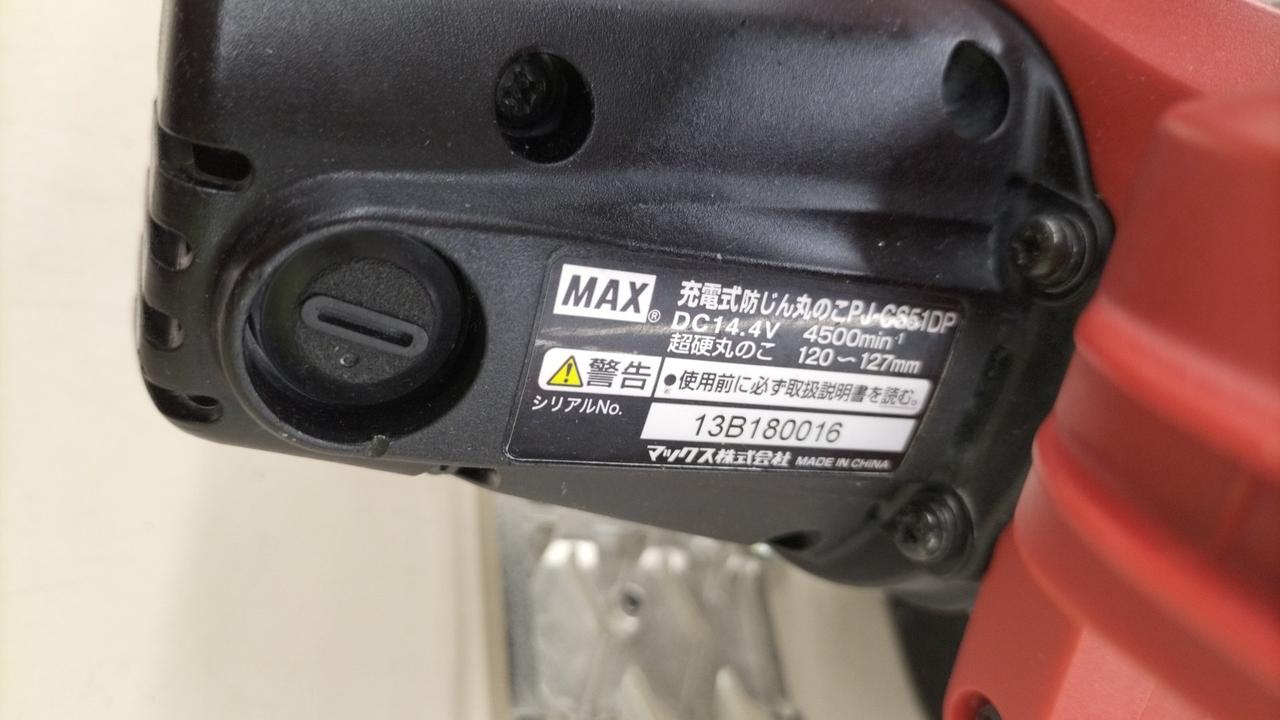 MAX®
充電式防じん丸のこPJ-CS51DP
DC14.4V 4500min⁻¹
超硬丸のこ 120～127mm
警告 ●使用前に必ず取扱説明書を読む。
シリアルNo. 13B180016
マックス株式会社 MADE IN CHINA